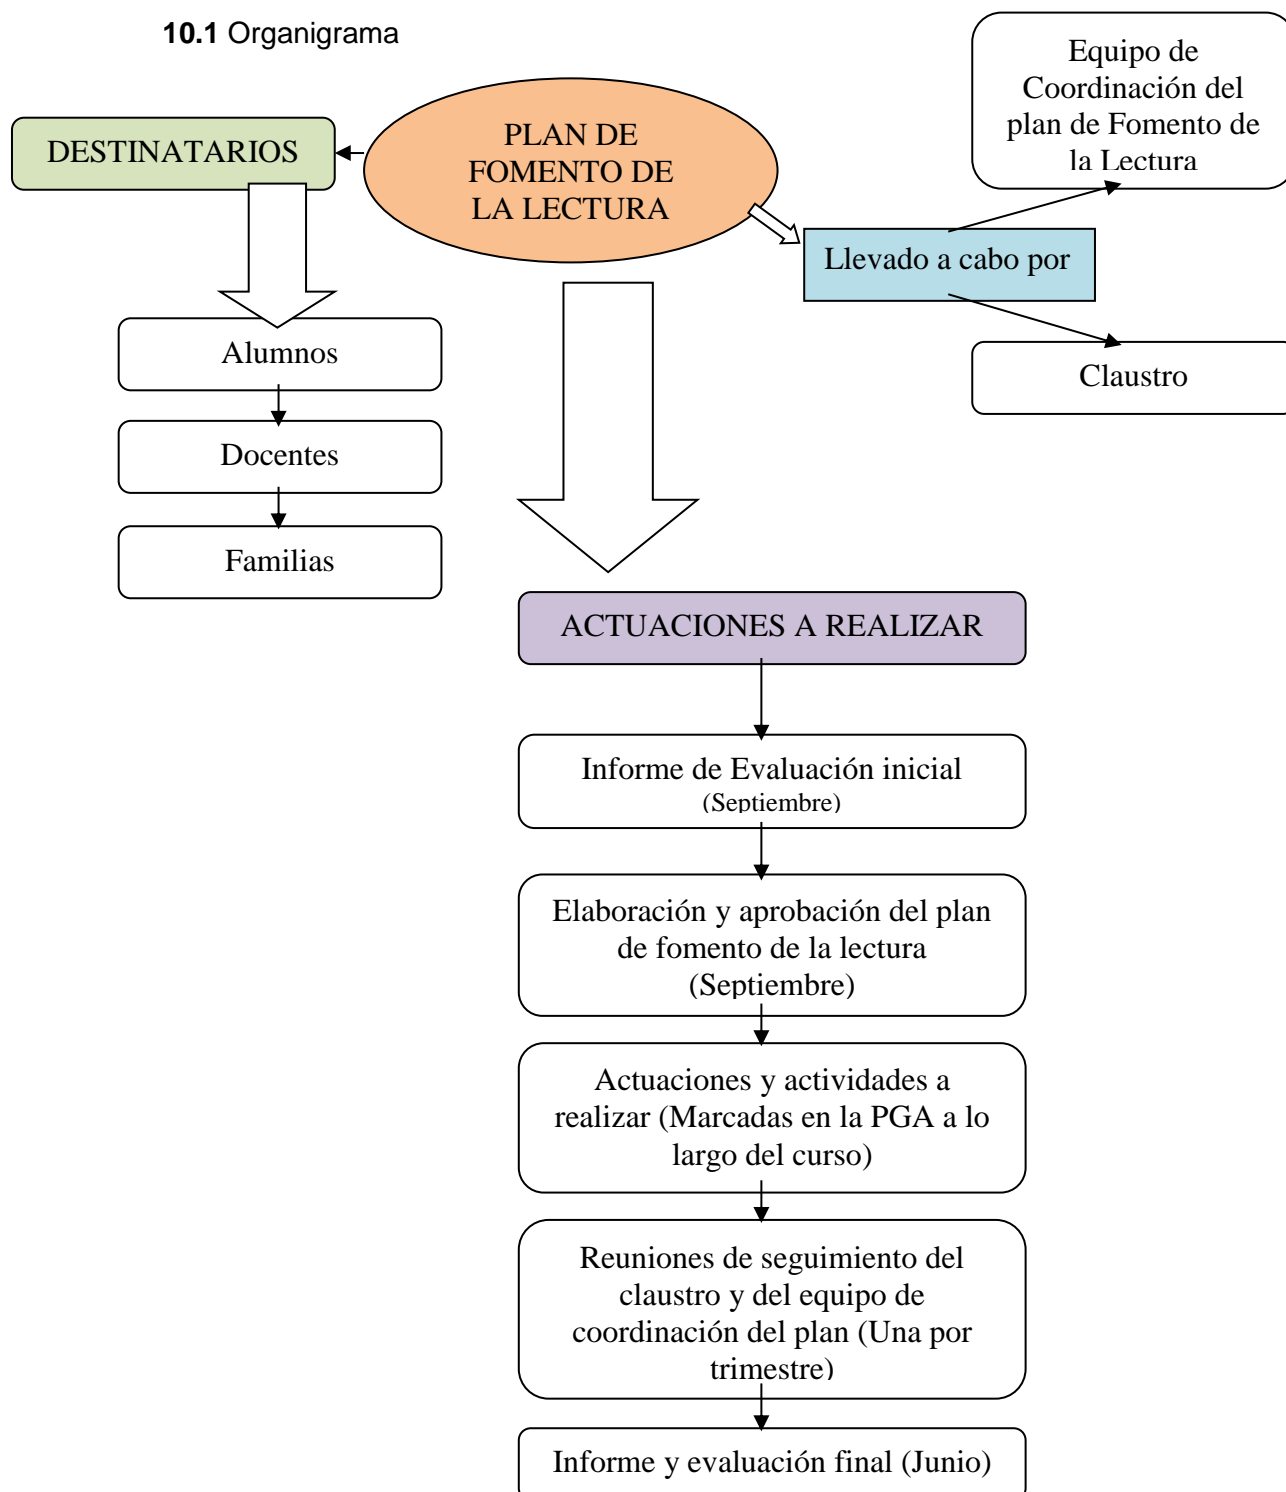 10.1 Organigrama
PLAN DE
FOMENTO DE
LA LECTURA
DESTINATARIOS
Alumnos
Docentes
Familias
Llevado a cabo por
Equipo de
Coordinación del
plan de Fomento de
la Lectura
Claustro
ACTUACIONES A REALIZAR
Informe de Evaluación inicial
(Septiembre)
Elaboración y aprobación del plan
de fomento de la lectura
(Septiembre)
Actuaciones y actividades a
realizar (Marcadas en la PGA a lo
largo del curso)
Reuniones de seguimiento del
claustro y del equipo de
coordinación del plan (Una por
trimestre)
Informe y evaluación final (Junio)